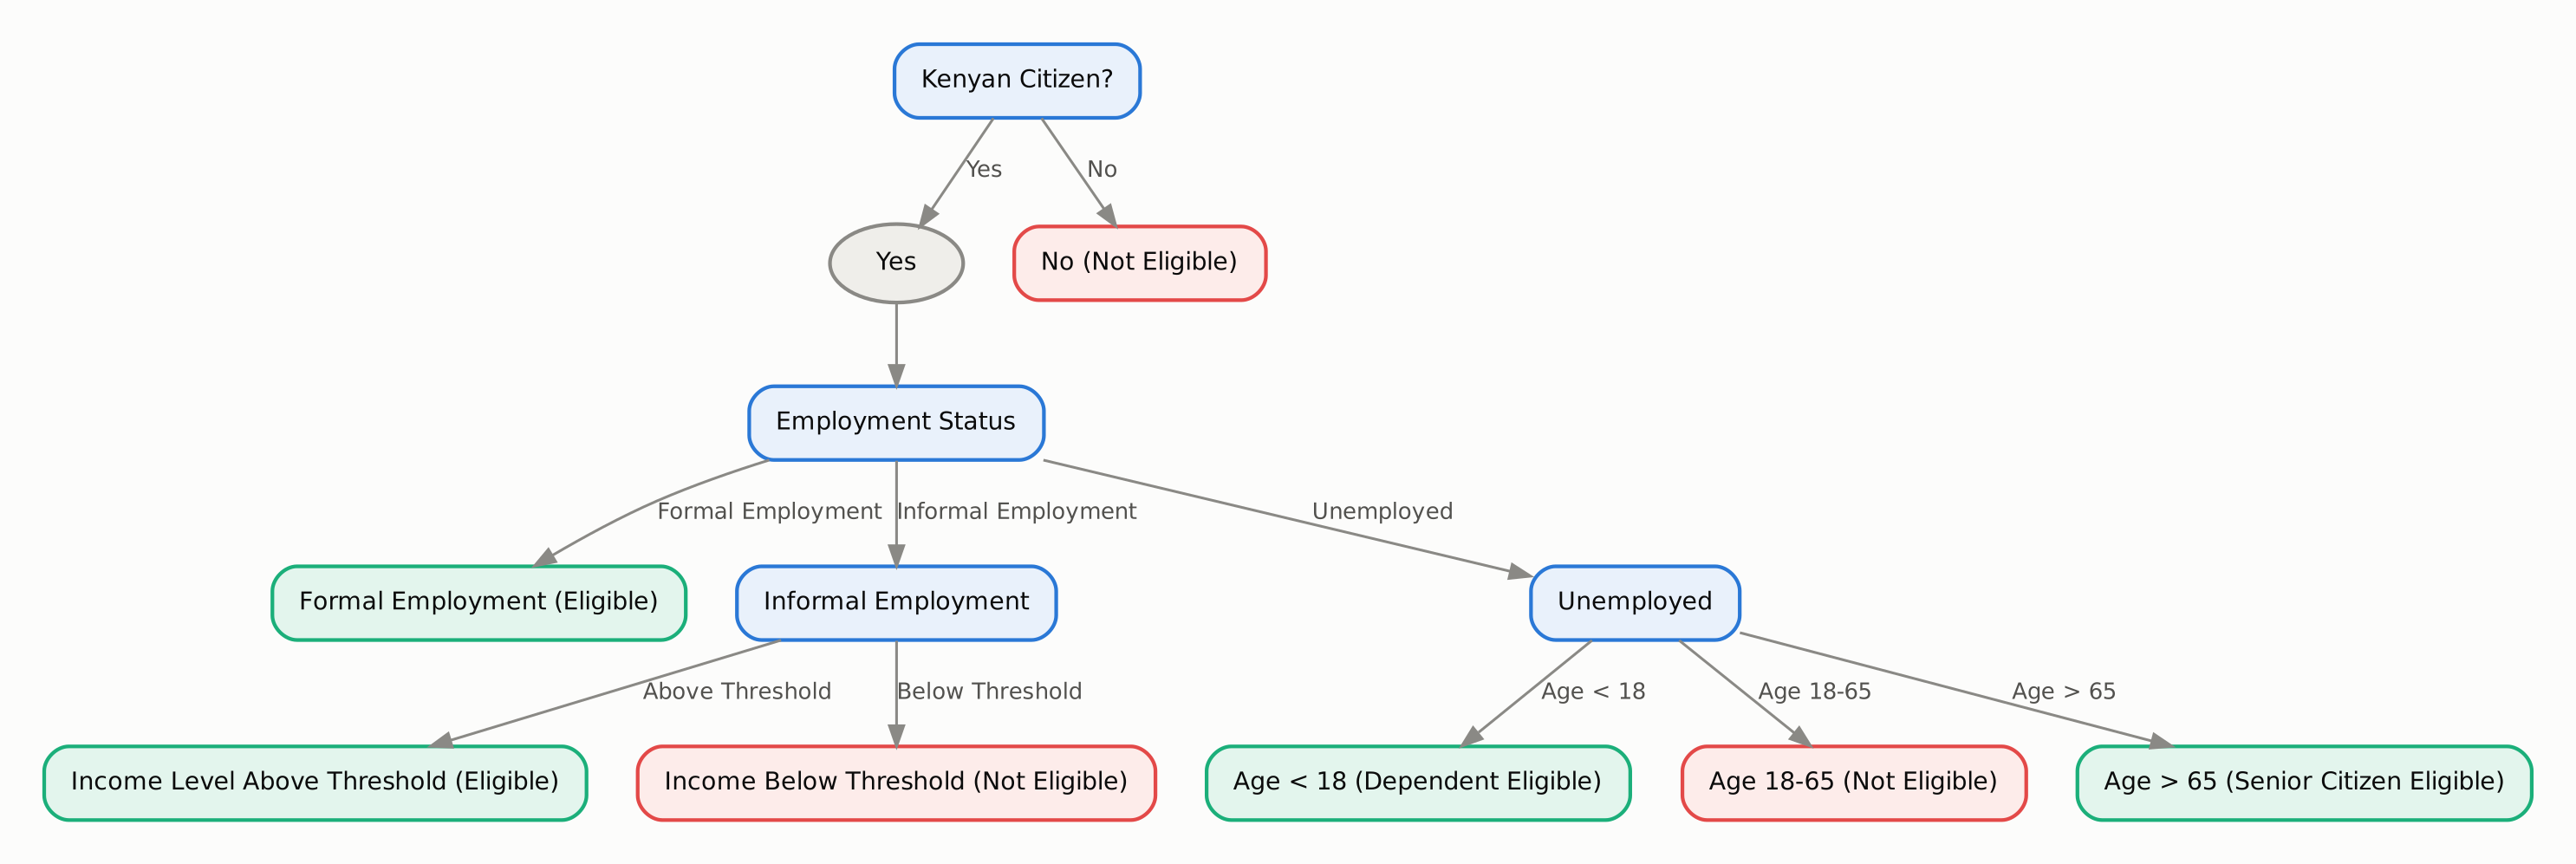 Kenyan Citizen?
Yes
No
Yes
No (Not Eligible)
Employment Status
Formal Employment
Informal Employment
Unemployed
Formal Employment (Eligible)
Informal Employment
Unemployed
Above Threshold
Below Threshold
Age < 18
Age 18-65
Age > 65
Income Level Above Threshold (Eligible)
Income Below Threshold (Not Eligible)
Age < 18 (Dependent Eligible)
Age 18-65 (Not Eligible)
Age > 65 (Senior Citizen Eligible)